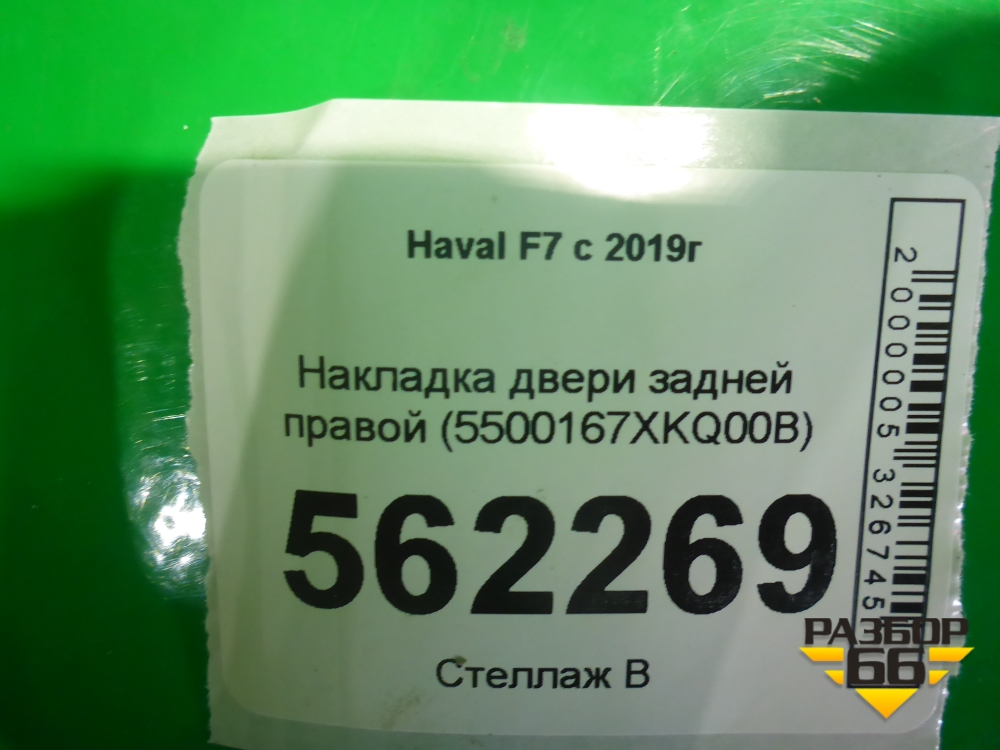 Haval F7 с 2019г
Накладка двери задней
правой (5500167XKQ00B)
562269
Стеллаж В
2000005326745
РАЗБОР
66